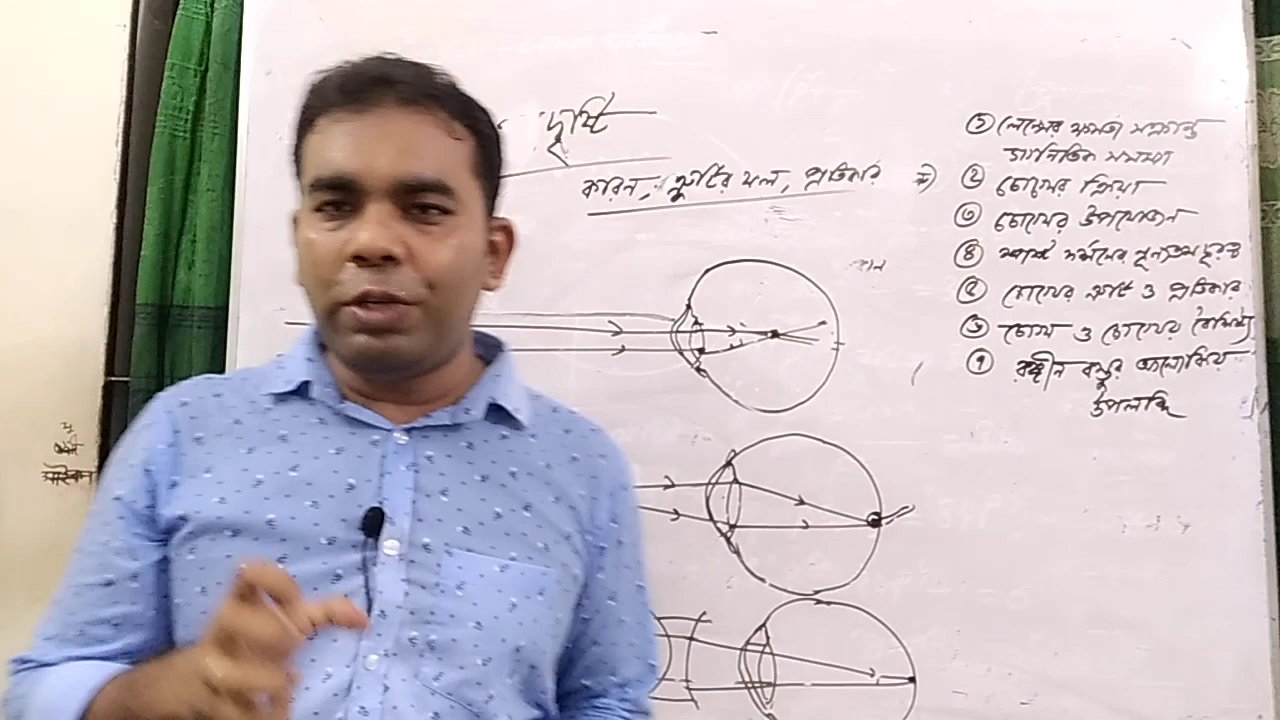 দৃষ্টি
কারন, ত্রুটির ফল, প্রতিকার
① লেন্সের ক্ষমতা সংক্রান্ত
গানিতিক সমস্যা
② চোখের ক্রিয়া
③ চোখের উপযোজন
④ স্পষ্ট দর্শনের ন্যূনতম দূরত্ব
⑤ চোখের ত্রুটি ও প্রতিকার
⑥ চোখ ও চোখের বৈশিষ্ট্য
⑦ রঙ্গীন বস্তুর আলোকিয়
উপলব্ধি